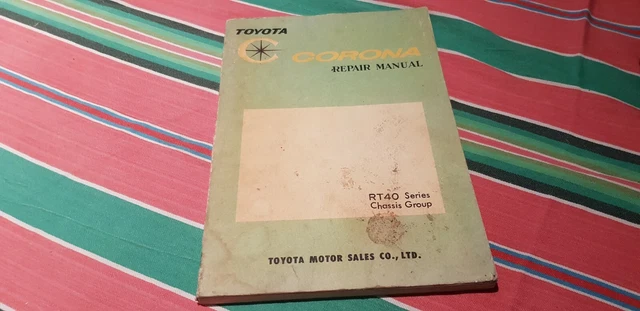 TOYOTA
CORONA
REPAIR MANUAL
RT40 Series
Chassis Group
TOYOTA MOTOR SALES CO., LTD.